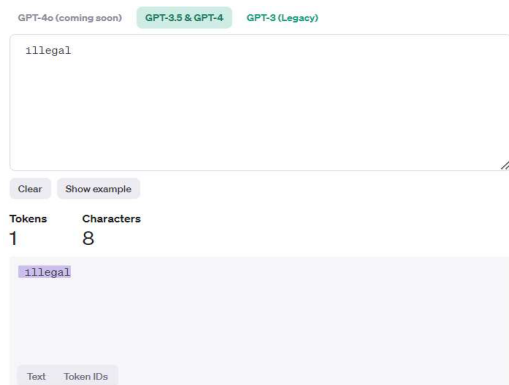 GPT-4o (coming soon) GPT-3.5 & GPT-4 GPT-3 (Legacy)
illegal
Clear Show example
Tokens Characters
1 8
illegal
Text Token IDs